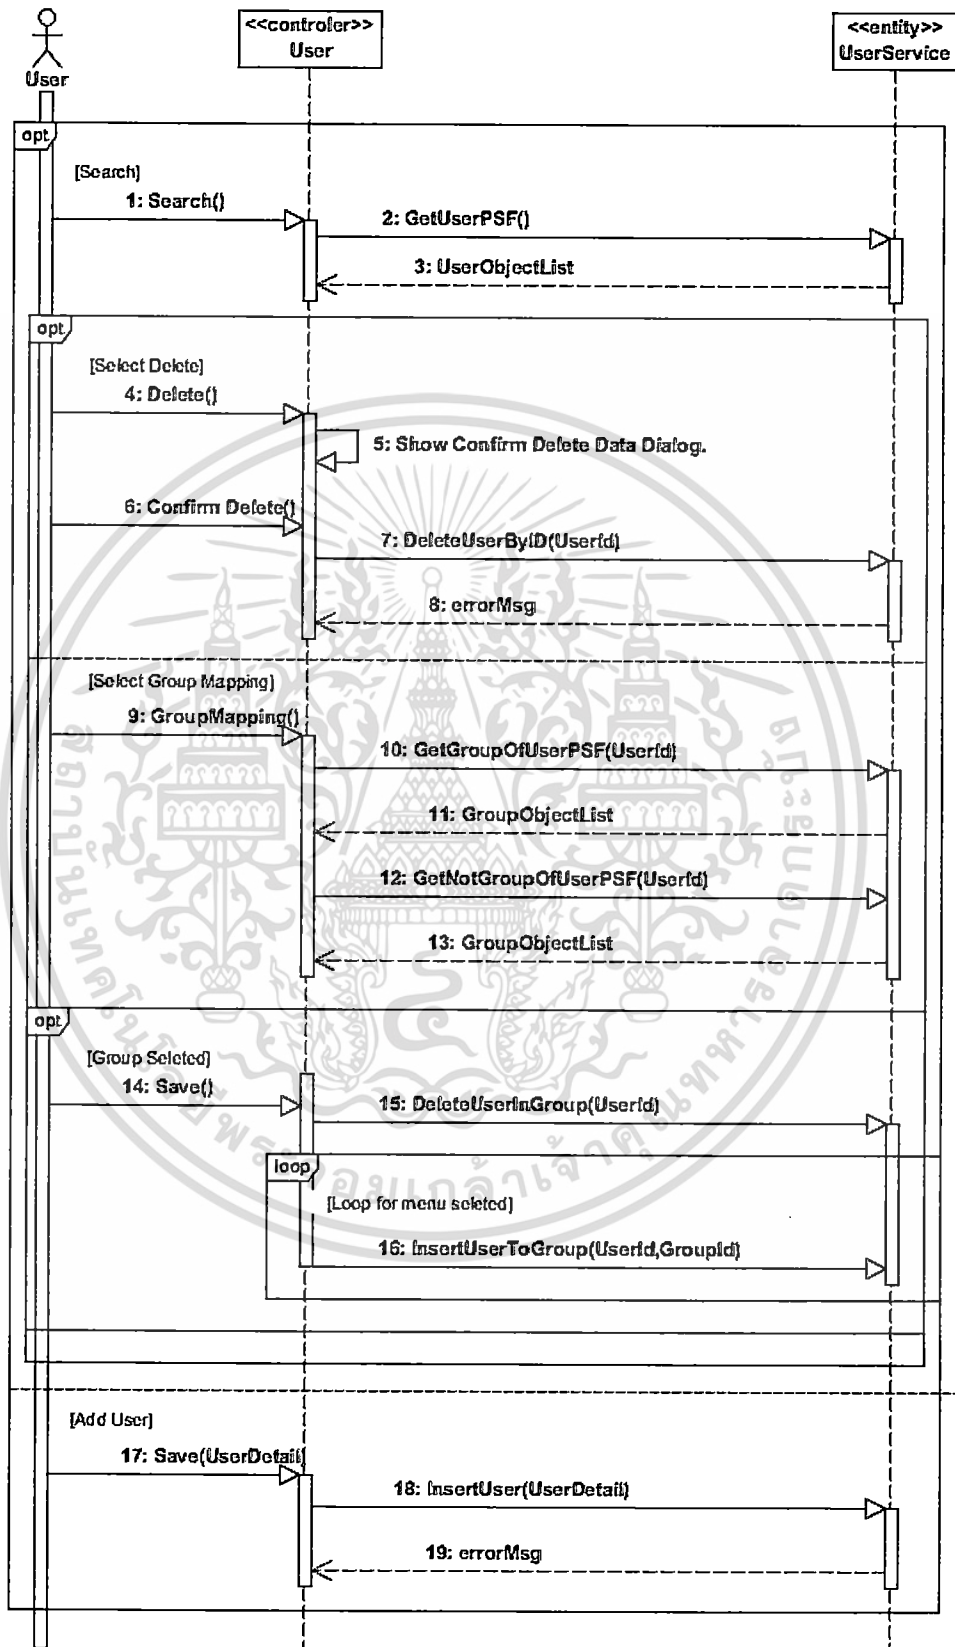 <<controler>>
User
<<entity>>
UserService
User
opt
[Search]
1: Search()
2: GetUserPSF()
3: UserObjectList
opt
[Select Delete]
4: Delete()
5: Show Confirm Delete Data Dialog.
6: Confirm Delete()
7: DeleteUserByID(UserId)
8: errorMsg
[Select Group Mapping]
9: GroupMapping()
10: GetGroupOfUserPSF(UserId)
11: GroupObjectList
12: GetNotGroupOfUserPSF(UserId)
13: GroupObjectList
opt
[Group Seleted]
14: Save()
15: DeleteUserInGroup(UserId)
loop
[Loop for menu seleted]
16: InsertUserToGroup(UserId,GroupId)
[Add User]
17: Save(UserDetail)
18: InsertUser(UserDetail)
19: errorMsg